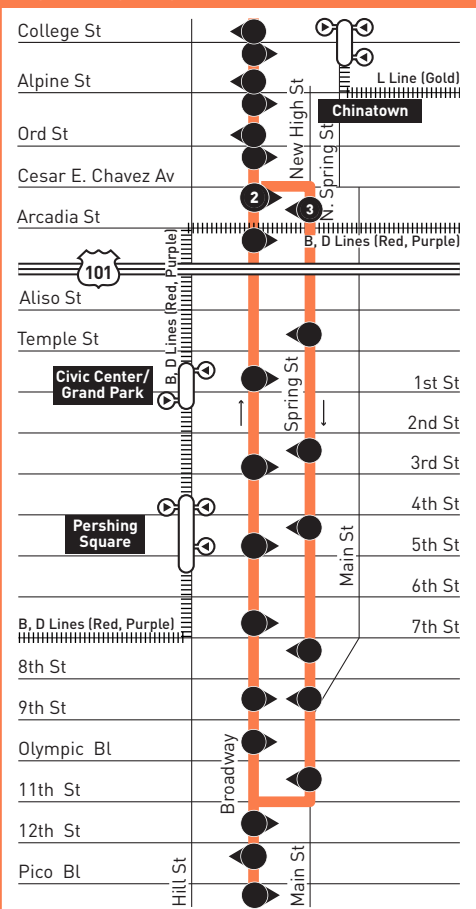 College St
Alpine St
L Line (Gold)
Chinatown
New High St
N. Spring St
Ord St
Cesar E. Chavez Av
2
3
Arcadia St
B, D Lines (Red, Purple)
B, D Lines (Red, Purple)
101
Aliso St
Temple St
Civic Center/
Grand Park
Spring St
1st St
2nd St
3rd St
4th St
Pershing
Square
5th St
Main St
6th St
B, D Lines (Red, Purple)
7th St
8th St
9th St
Olympic Bl
Broadway
11th St
12th St
Pico Bl
Hill St
Main St